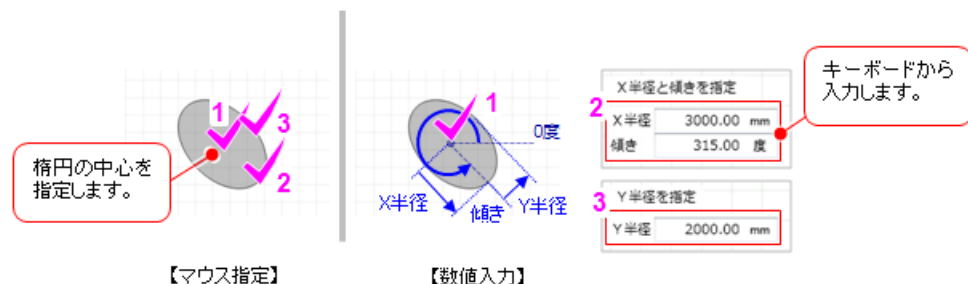 1
3
2
楕円の中心を
指定します。
【マウス指定】
1
0度
X半径
傾き
Y半径
【数値入力】
2
X半径と傾きを指定
X半径 3000.00 mm
傾き 315.00 度
キーボードから
入力します。
3
Y半径を指定
Y半径 2000.00 mm